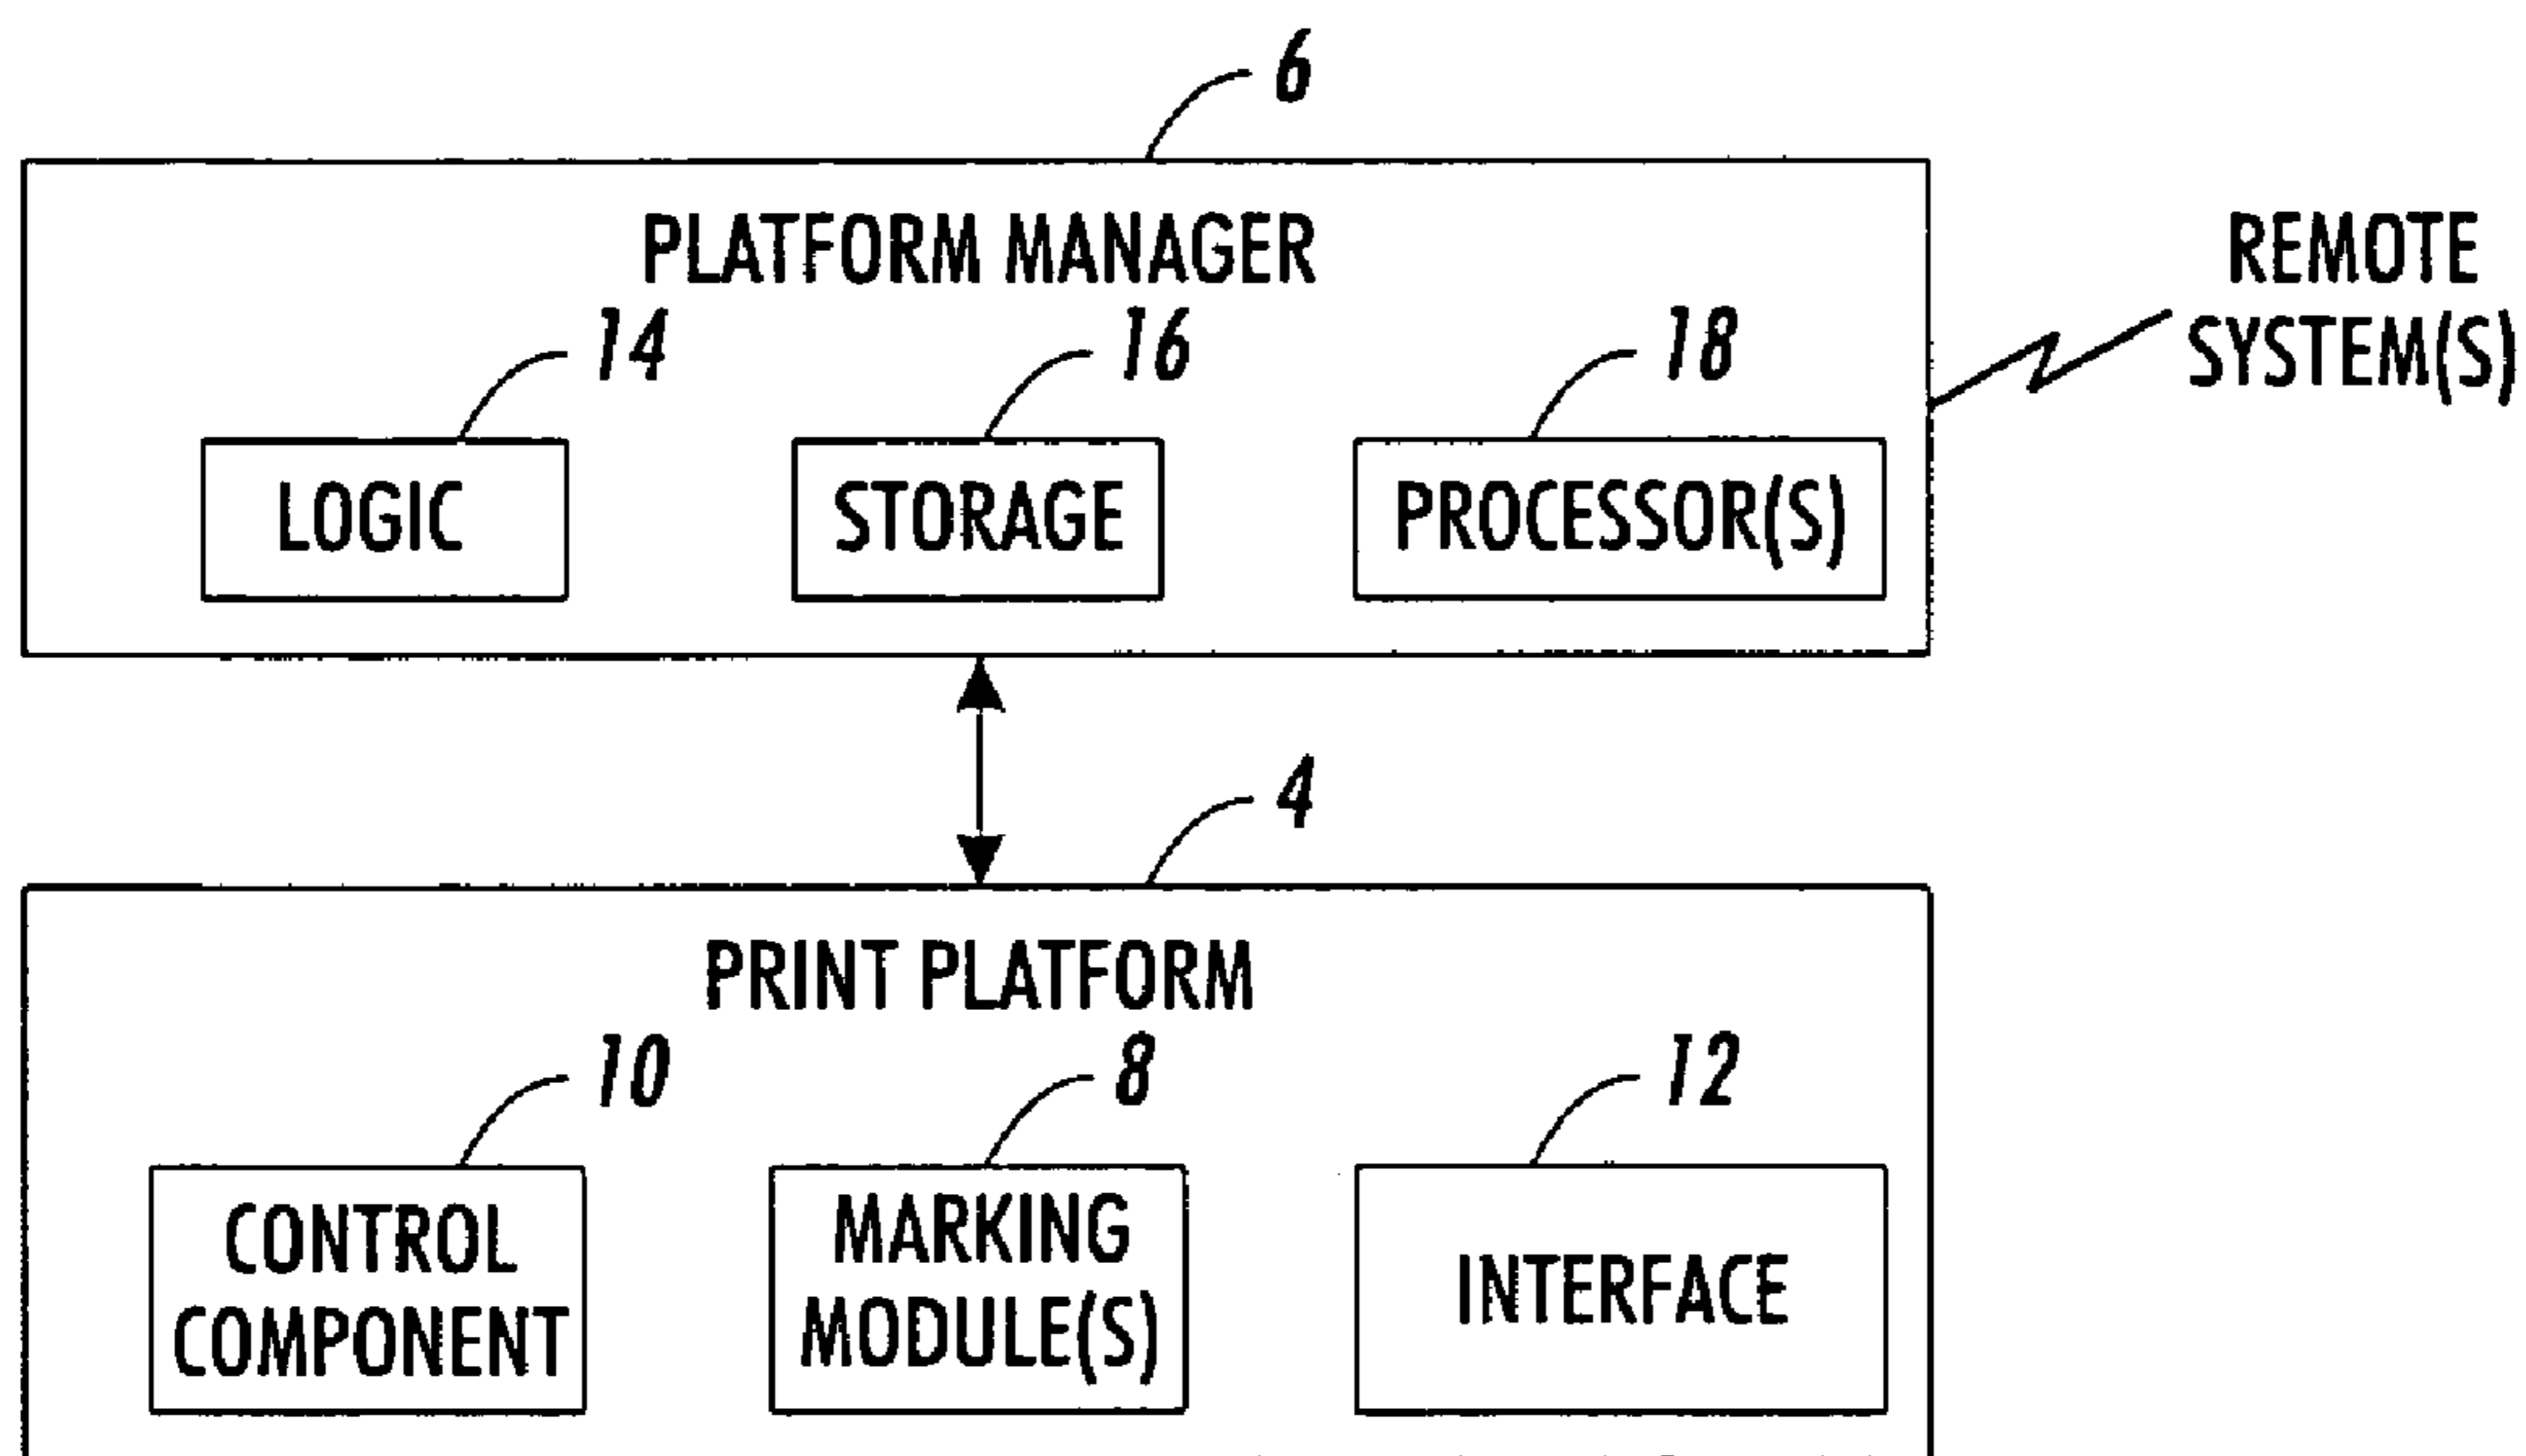 6
PLATFORM MANAGER
REMOTE
SYSTEM(S)
14
16
18
LOGIC
STORAGE
PROCESSOR(S)
4
PRINT PLATFORM
10
8
12
CONTROL
COMPONENT
MARKING
MODULE(S)
INTERFACE